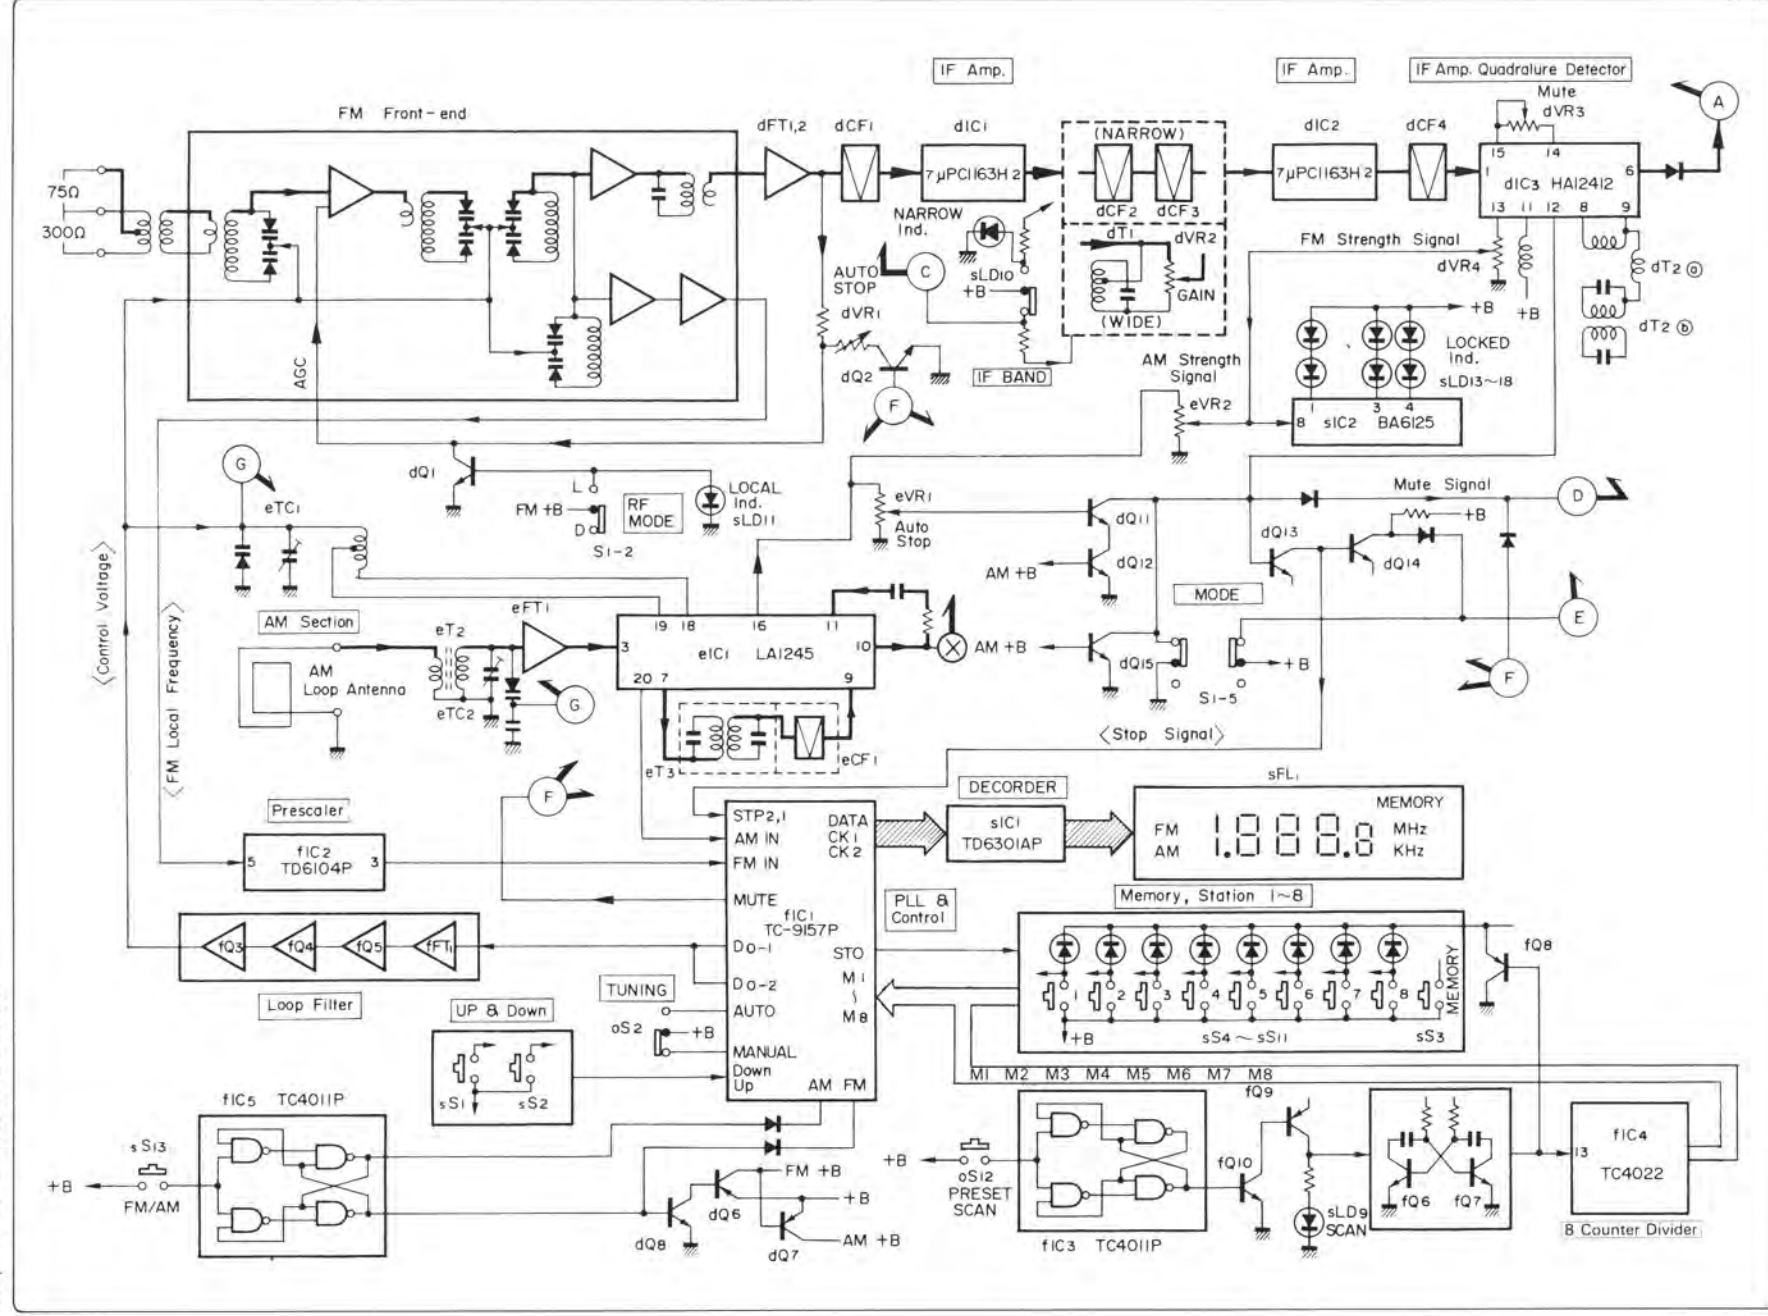 IF Amp.
IF Amp.
IF Amp. Quadralure Detector
FM Front-end
dFT1,2
dCF1
dIC1
(NARROW)
dIC2
dCF4
Mute
dVR3
A
75Ω
300Ω
7 μPC1163H 2
dCF2
dCF3
7 μPC1163H 2
15
14
1
dIC3 HA12412
6
13
11
12
8
9
NARROW
Ind.
sLD10
+B
C
AUTO
STOP
dVR1
dT1
dVR2
GAIN
(WIDE)
IF BAND
FM Strength Signal
dVR4
+B
dT2 ⓐ
dT2 ⓑ
+B
LOCKED
Ind.
sLD13~18
1
3
4
8
sIC2 BA6125
AM Strength
Signal
eVR2
AGC
dQ2
F
G
eTC1
dQ1
L
FM +B
D
S1-2
RF
MODE
LOCAL
Ind.
sLD11
eVR1
Auto
Stop
dQ11
dQ12
AM +B
Mute Signal
+B
D
dQ13
dQ14
MODE
E
AM +B
dQ15
+B
S1-5
F
<Stop Signal>
<Control Voltage>
<FM Local Frequency>
AM Section
eT2
eFT1
AM
Loop Antenna
eTC2
G
3
19
18
16
11
eIC1 LA1245
10
20
7
9
eT3
eCF1
F
Prescaler
5
fIC2
TD6104P
3
STP2,1
AM IN
FM IN
MUTE
fIC1
TC-9157P
Do-1
Do-2
AUTO
MANUAL
Down
Up
AM FM
DATA
CK1
CK2
STO
M1
~
M8
DECORDER
sIC1
TD6301AP
sFL1
MEMORY
FM
AM
1.888.8
MHz
KHz
PLL &
Control
Memory, Station 1~8
1
2
3
4
5
6
7
8
MEMORY
+B
sS4 ~ sS11
sS3
fQ8
fQ3
fQ4
fQ5
fFT1
Loop Filter
UP & Down
sS1
sS2
TUNING
oS2
+B
M1 M2 M3 M4 M5 M6 M7 M8
fIC5 TC4011P
sS13
+B
FM/AM
dQ8
dQ6
dQ7
FM +B
+B
AM +B
+B
oS12
PRESET
SCAN
fIC3 TC4011P
fQ10
fQ9
sLD9
SCAN
fQ6
fQ7
13
fIC4
TC4022
8 Counter Divider